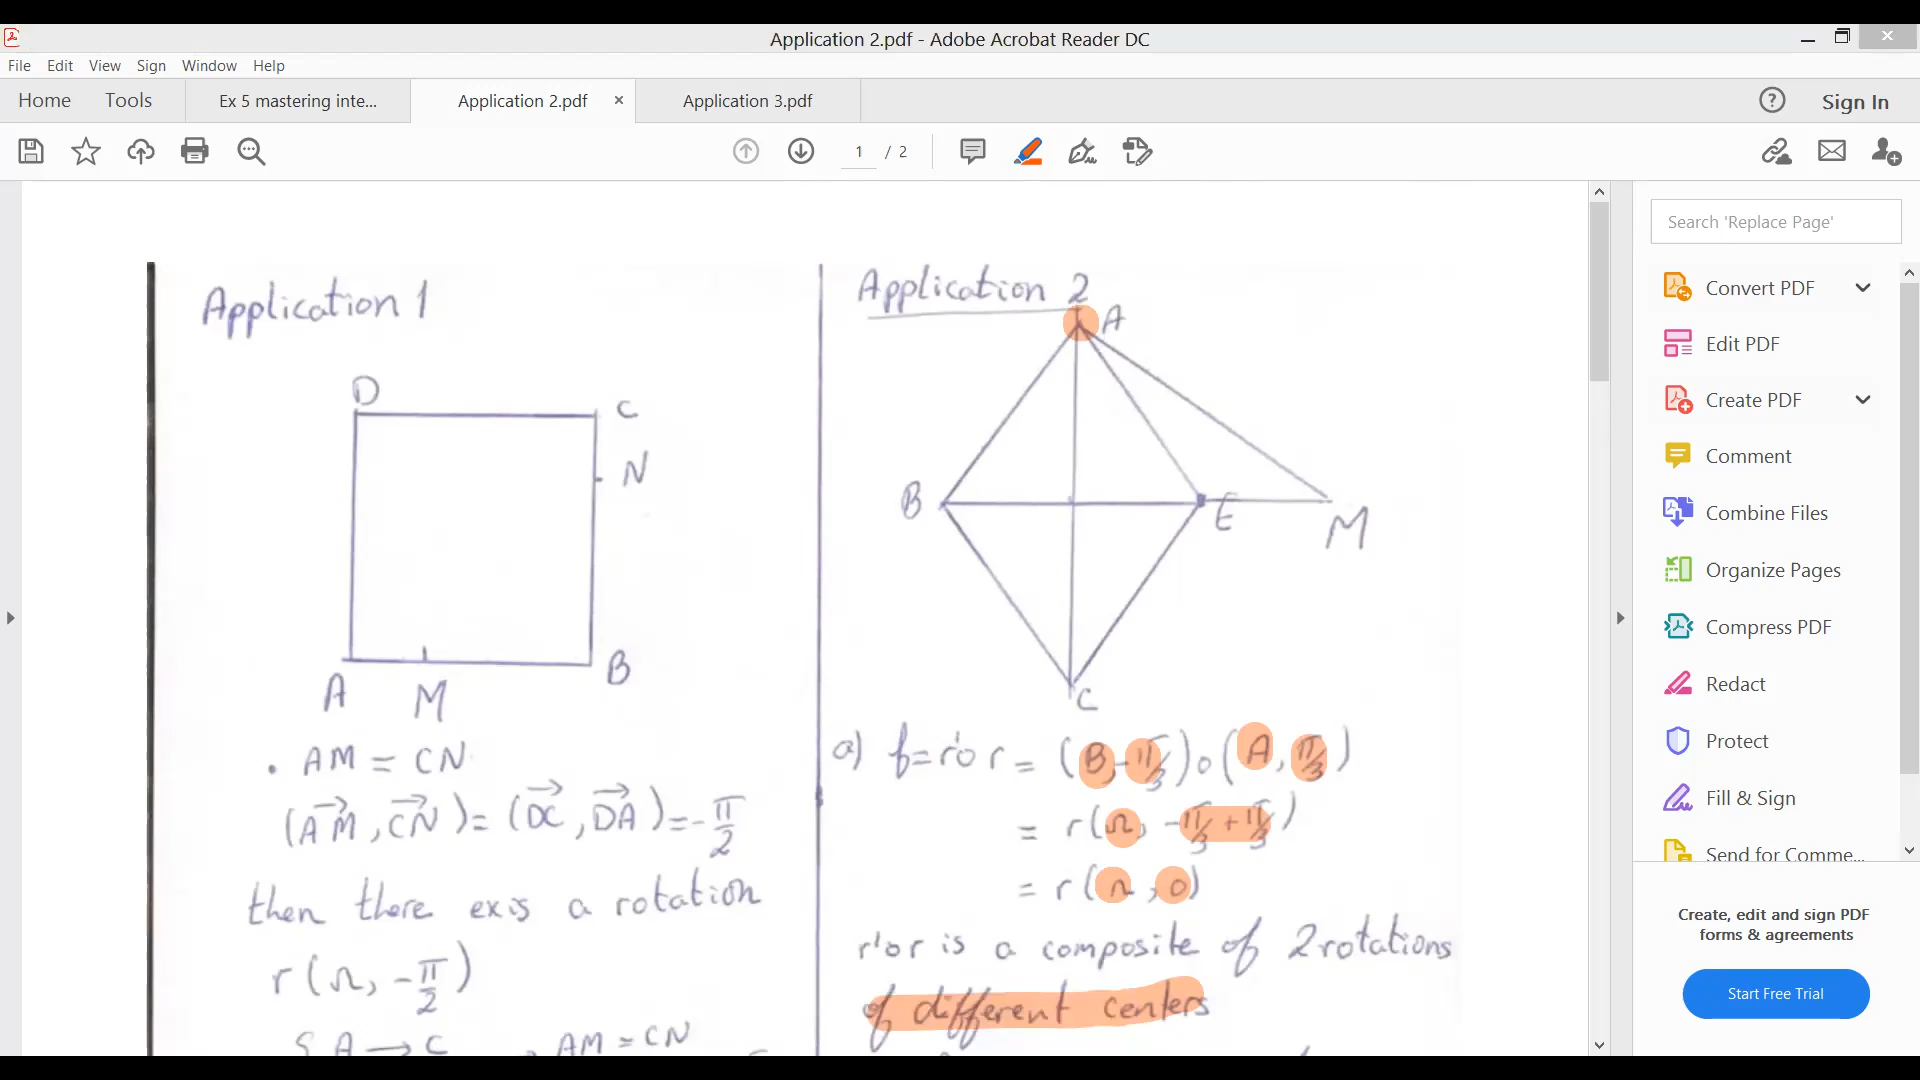 Application 2.pdf - Adobe Acrobat Reader DC
File Edit View Sign Window Help
Home Tools Ex 5 mastering inte... Application 2.pdf × Application 3.pdf Sign In
1 / 2
Search 'Replace Page'
Convert PDF
Edit PDF
Create PDF
Comment
Combine Files
Organize Pages
Compress PDF
Redact
Protect
Fill & Sign
Send for Comme...
Create, edit and sign PDF
forms & agreements
Start Free Trial
Application 1
D C
N
A M B
• AM = CN
(AM→, CN→) = (DC→, DA→) = -π/2
then there exis a rotation
r(Ω, -π/2)
{ A → C
AM = CN
Application 2
A
B E M
C
a) f = r'o r = (B, -π/3) o (A, π/3)
= r(Ω, -π/3 + π/3)
= r(Ω, 0)
r'or is a composite of 2 rotations
of different centers